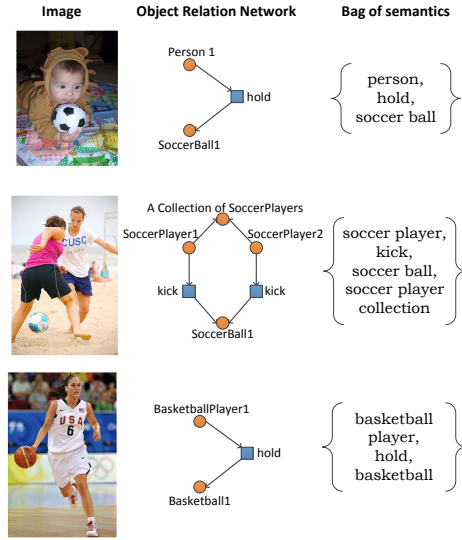 Image Object Relation Network Bag of semantics
Person 1
hold
SoccerBall1
person,
hold,
soccer ball
A Collection of SoccerPlayers
SoccerPlayer1 SoccerPlayer2
kick kick
SoccerBall1
CUSC
soccer player,
kick,
soccer ball,
soccer player
collection
USA
6
BasketballPlayer1
hold
Basketball1
basketball
player,
hold,
basketball